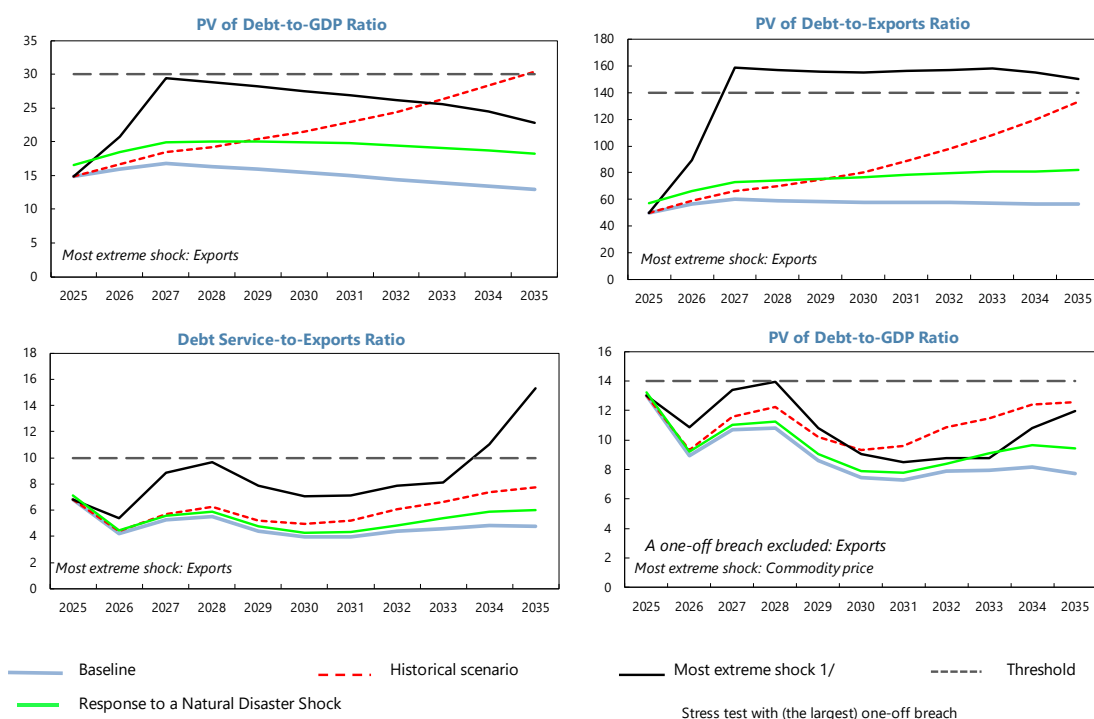 PV of Debt-to-GDP Ratio
35
30
25
20
15
10
5
0
Most extreme shock: Exports
2025 2026 2027 2028 2029 2030 2031 2032 2033 2034 2035
PV of Debt-to-Exports Ratio
180
160
140
120
100
80
60
40
20
0
Most extreme shock: Exports
2025 2026 2027 2028 2029 2030 2031 2032 2033 2034 2035
Debt Service-to-Exports Ratio
18
16
14
12
10
8
6
4
2
0
Most extreme shock: Exports
2025 2026 2027 2028 2029 2030 2031 2032 2033 2034 2035
PV of Debt-to-GDP Ratio
16
14
12
10
8
6
4
2
0
A one-off breach excluded: Exports
Most extreme shock: Commodity price
2025 2026 2027 2028 2029 2030 2031 2032 2033 2034 2035
Baseline Historical scenario Most extreme shock 1/ Threshold
Response to a Natural Disaster Shock
Stress test with (the largest) one-off breach